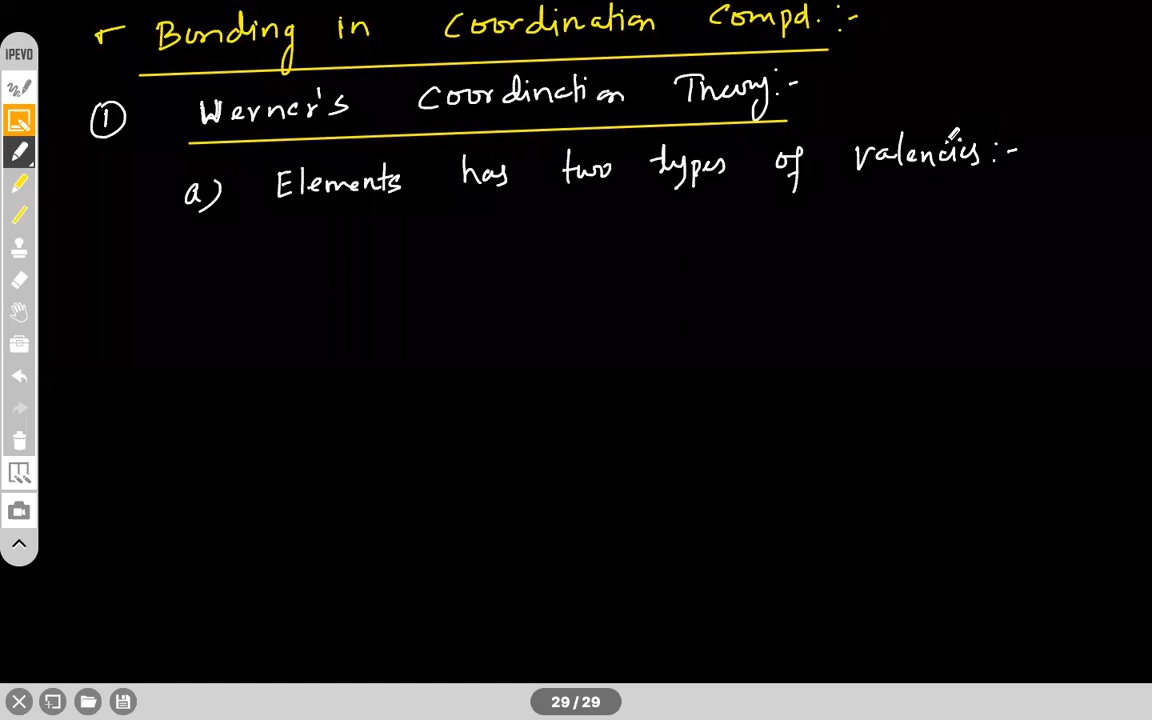 Bonding in Coordination Compd. :-
① Werner's Coordination Theory:-
a) Elements has two types of valencies:-
IPEVO
29 / 29